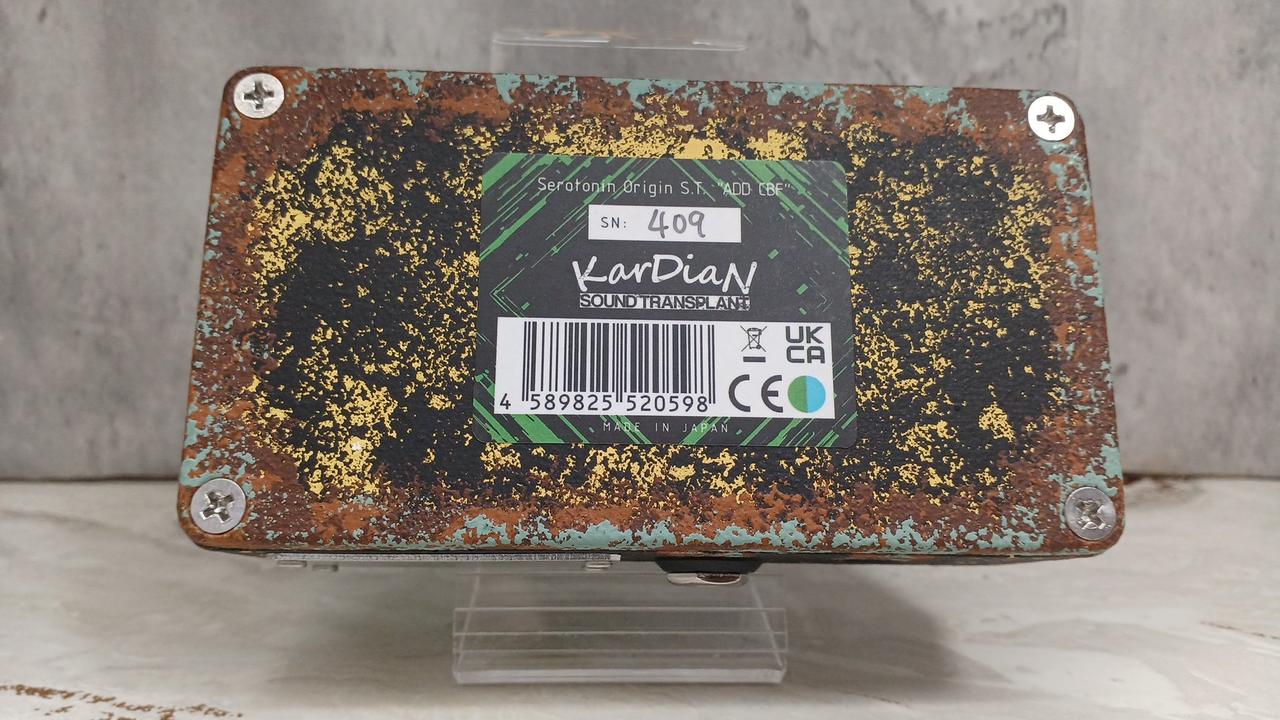 Serotonin Origin S.T. "ADD CBF"
SN: 409
KarDiaN
SOUND TRANSPLANT
UK
CA
CE
4 589825 520598
MADE IN JAPAN